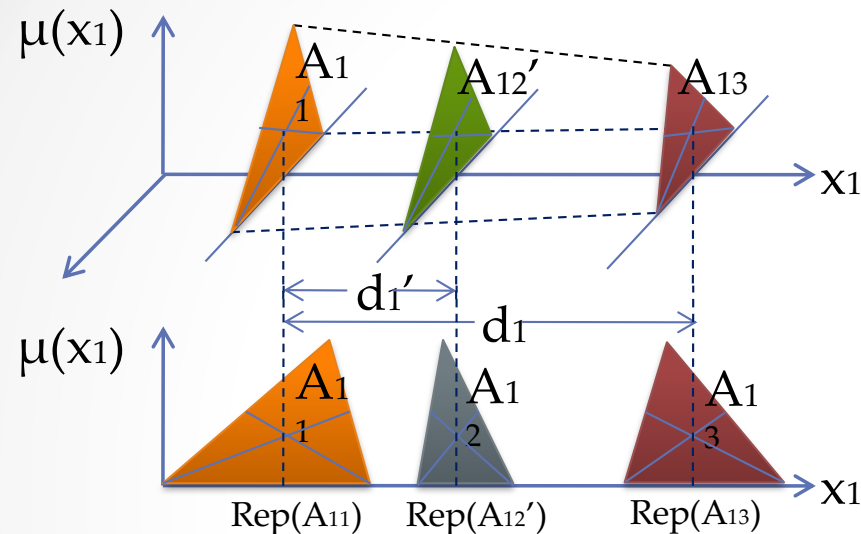 μ(x1)
A1
1
A12′
A13
x1
d1′
d1
μ(x1)
A1
1
A1
2
A1
3
x1
Rep(A11) Rep(A12′) Rep(A13)